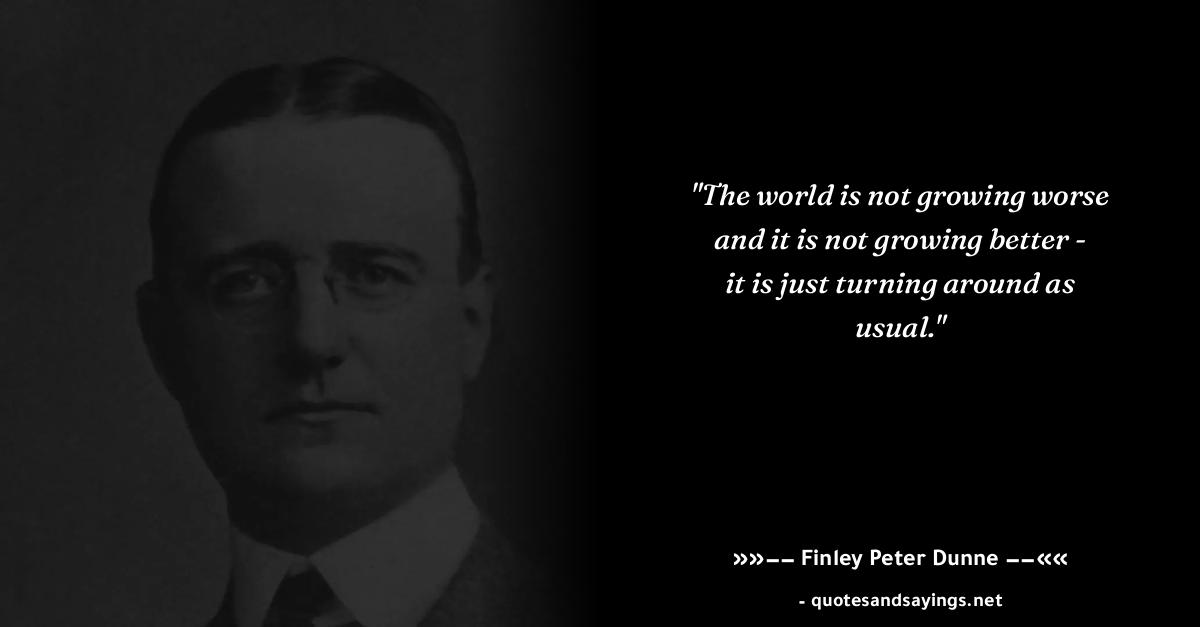 "The world is not growing worse
and it is not growing better -
it is just turning around as
usual."
»»–– Finley Peter Dunne ––««
- quotesandsayings.net